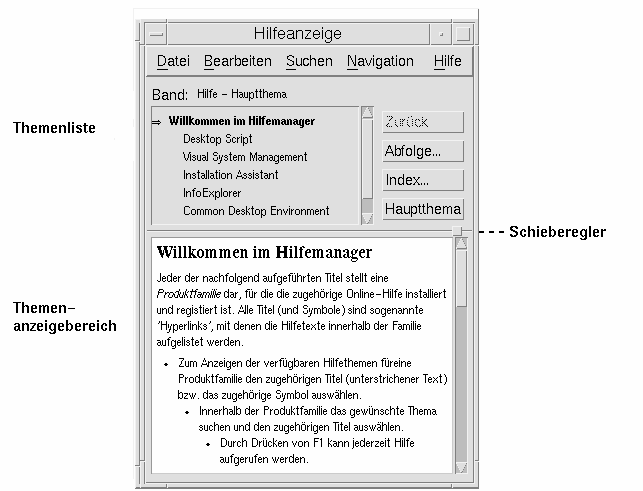 Hilfeanzeige
Datei Bearbeiten Suchen Navigation Hilfe
Band: Hilfe - Hauptthema
Themenliste
⇒ Willkommen im Hilfemanager
Desktop Script
Visual System Management
Installation Assistant
InfoExplorer
Common Desktop Environment
Zurück
Abfolge...
Index...
Hauptthema
Schieberegler
Themen-
anzeigebereich
Willkommen im Hilfemanager
Jeder der nachfolgend aufgeführten Titel stellt eine
Produktfamilie dar, für die die zugehörige Online-Hilfe installiert
und registiert ist. Alle Titel (und Symbole) sind sogenannte
'Hyperlinks', mit denen die Hilfetexte innerhalb der Familie
aufgelistet werden.
• Zum Anzeigen der verfügbaren Hilfethemen füreine
Produktfamilie den zugehörigen Titel (unterstrichener Text)
bzw. das zugehörige Symbol auswählen.
• Innerhalb der Produktfamilie das gewünschte Thema
suchen und den zugehörigen Titel auswählen.
• Durch Drücken von F1 kann jederzeit Hilfe
aufgerufen werden.